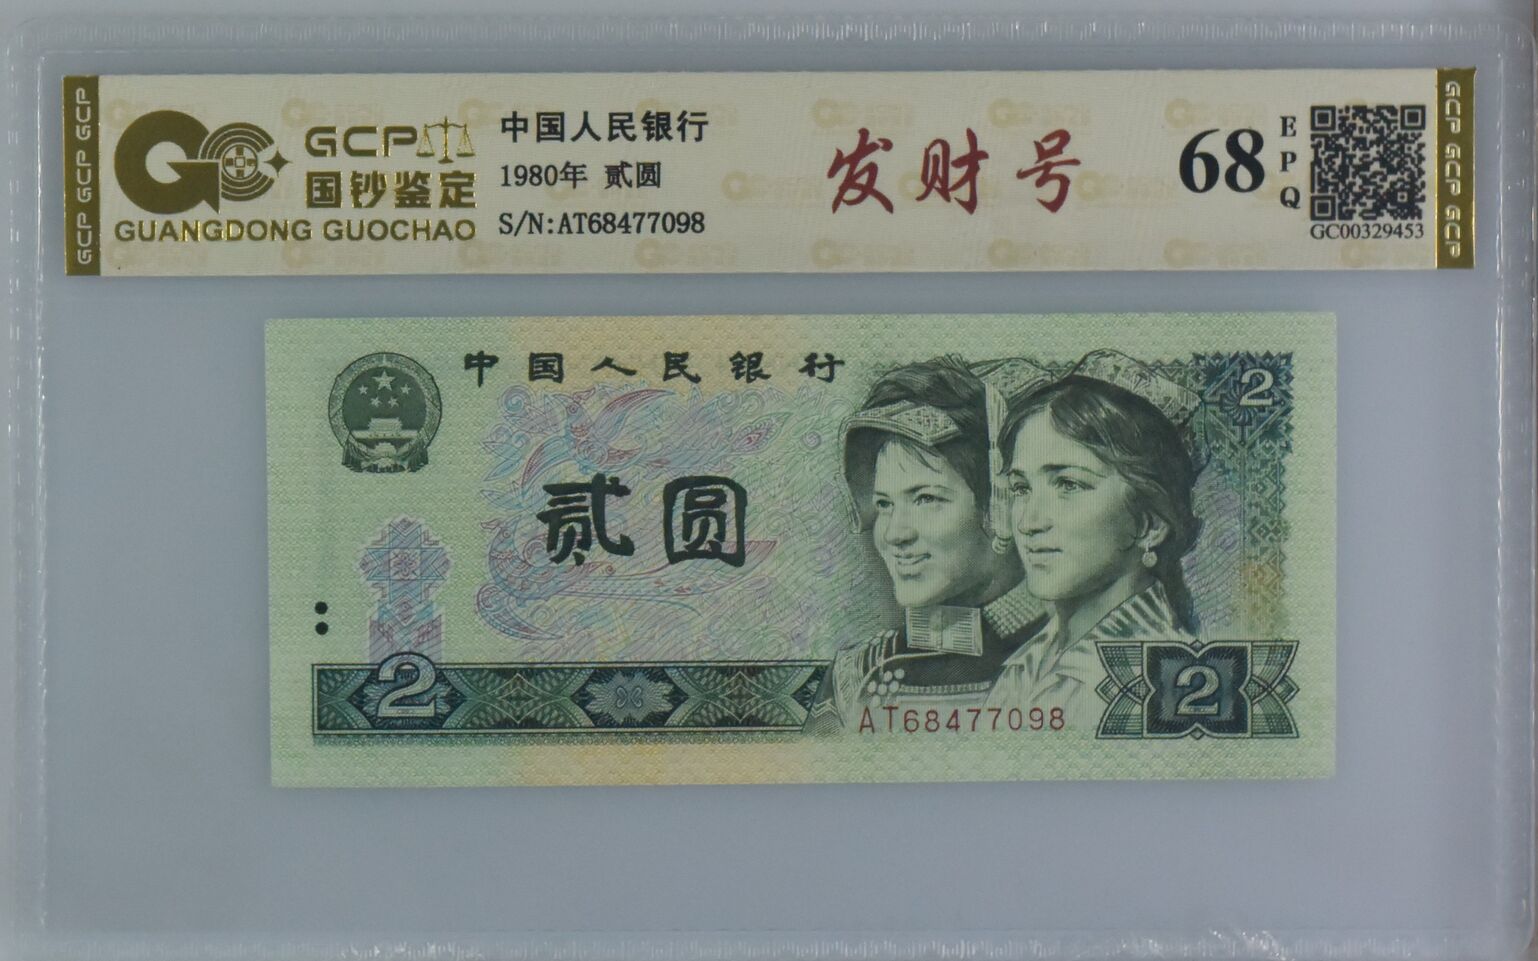 GCP GCP GCP
GCP
国钞鉴定
GUANGDONG GUOCHAO
中国人民银行
1980年 贰圆
S/N:AT68477098
发财号
68
EPQ
GC00329453
GCP GCP GCP
中国人民银行
2
贰圆
2
2
AT68477098